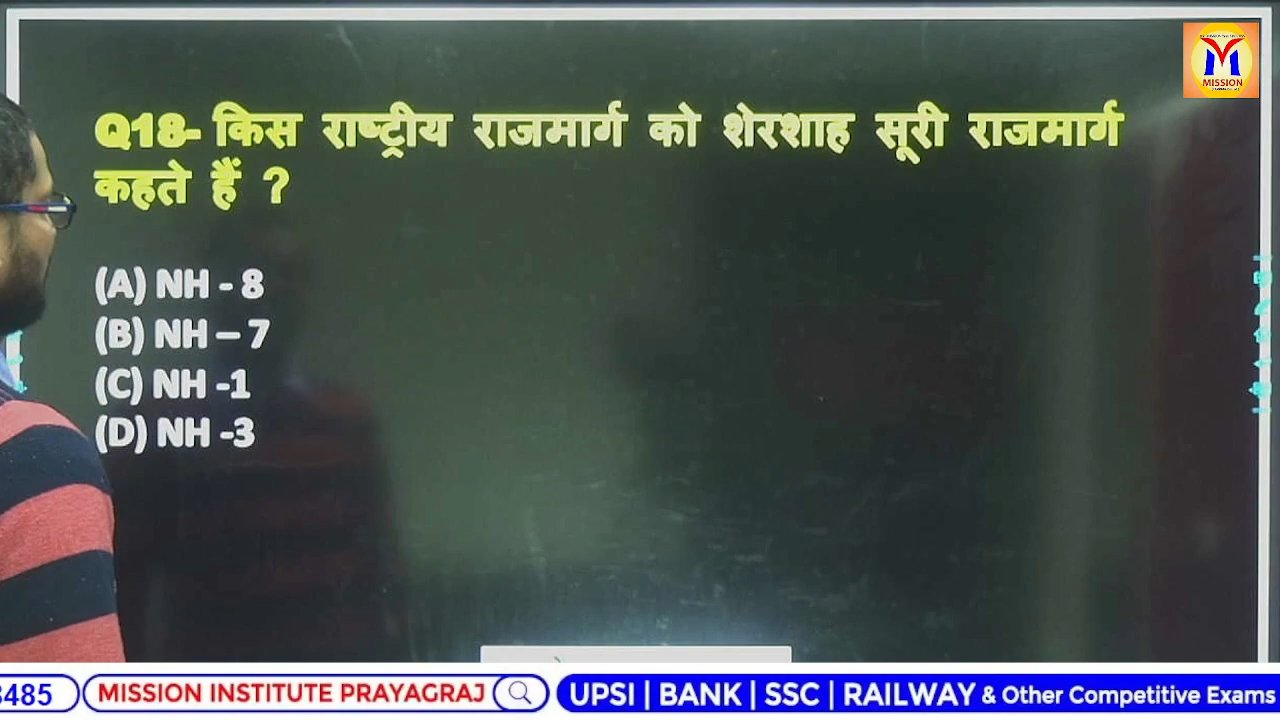 MISSION
Q18- किस राष्ट्रीय राजमार्ग को शेरशाह सूरी राजमार्ग
कहते हैं ?
(A) NH - 8
(B) NH – 7
(C) NH -1
(D) NH -3
3485
MISSION INSTITUTE PRAYAGRAJ
UPSI | BANK | SSC | RAILWAY & Other Competitive Exams